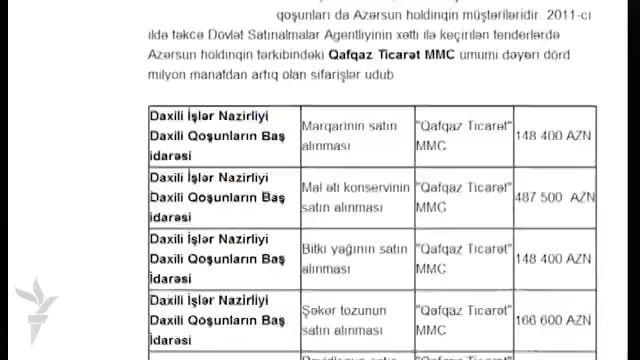 qoşunları da Azərsun holdinqin müştəriləridir. 2011-ci
ildə təkcə Dövlət Satınalmalar Agentliyinin xətti ilə keçirilən tenderlərdə
Azərsun holdinqin tərkibindəki Qafqaz Ticarət MMC umumi dəyəri dörd
milyon manatdan artıq olan sifarişlər udub
Daxili İşlər Nazirliyi
Daxili Qoşunların Baş
idarəsi
Marqarinin satın
alınması
"Qafqaz Ticarət"
MMC
148 400 AZN
Daxili İşlər Nazirliyi
Daxili Qoşunların Baş
idarəsi
Mal əti konservinin
satın alınması
"Qafqaz Ticarət"
MMC
487 500 AZN
Daxili İşlər Nazirliyi
Daxili Qoşunların Baş
İdarəsi
Bitki yağının satın
alınması
"Qafqaz Ticarət"
MMC
148 400 AZN
Daxili İşlər Nazirliyi
Daxili Qoşunların Baş
İdarəsi
Şəkər tozunun
satın alınması
"Qafqaz Ticarət"
MMC
166 600 AZN
"Qafqaz Ticarət"